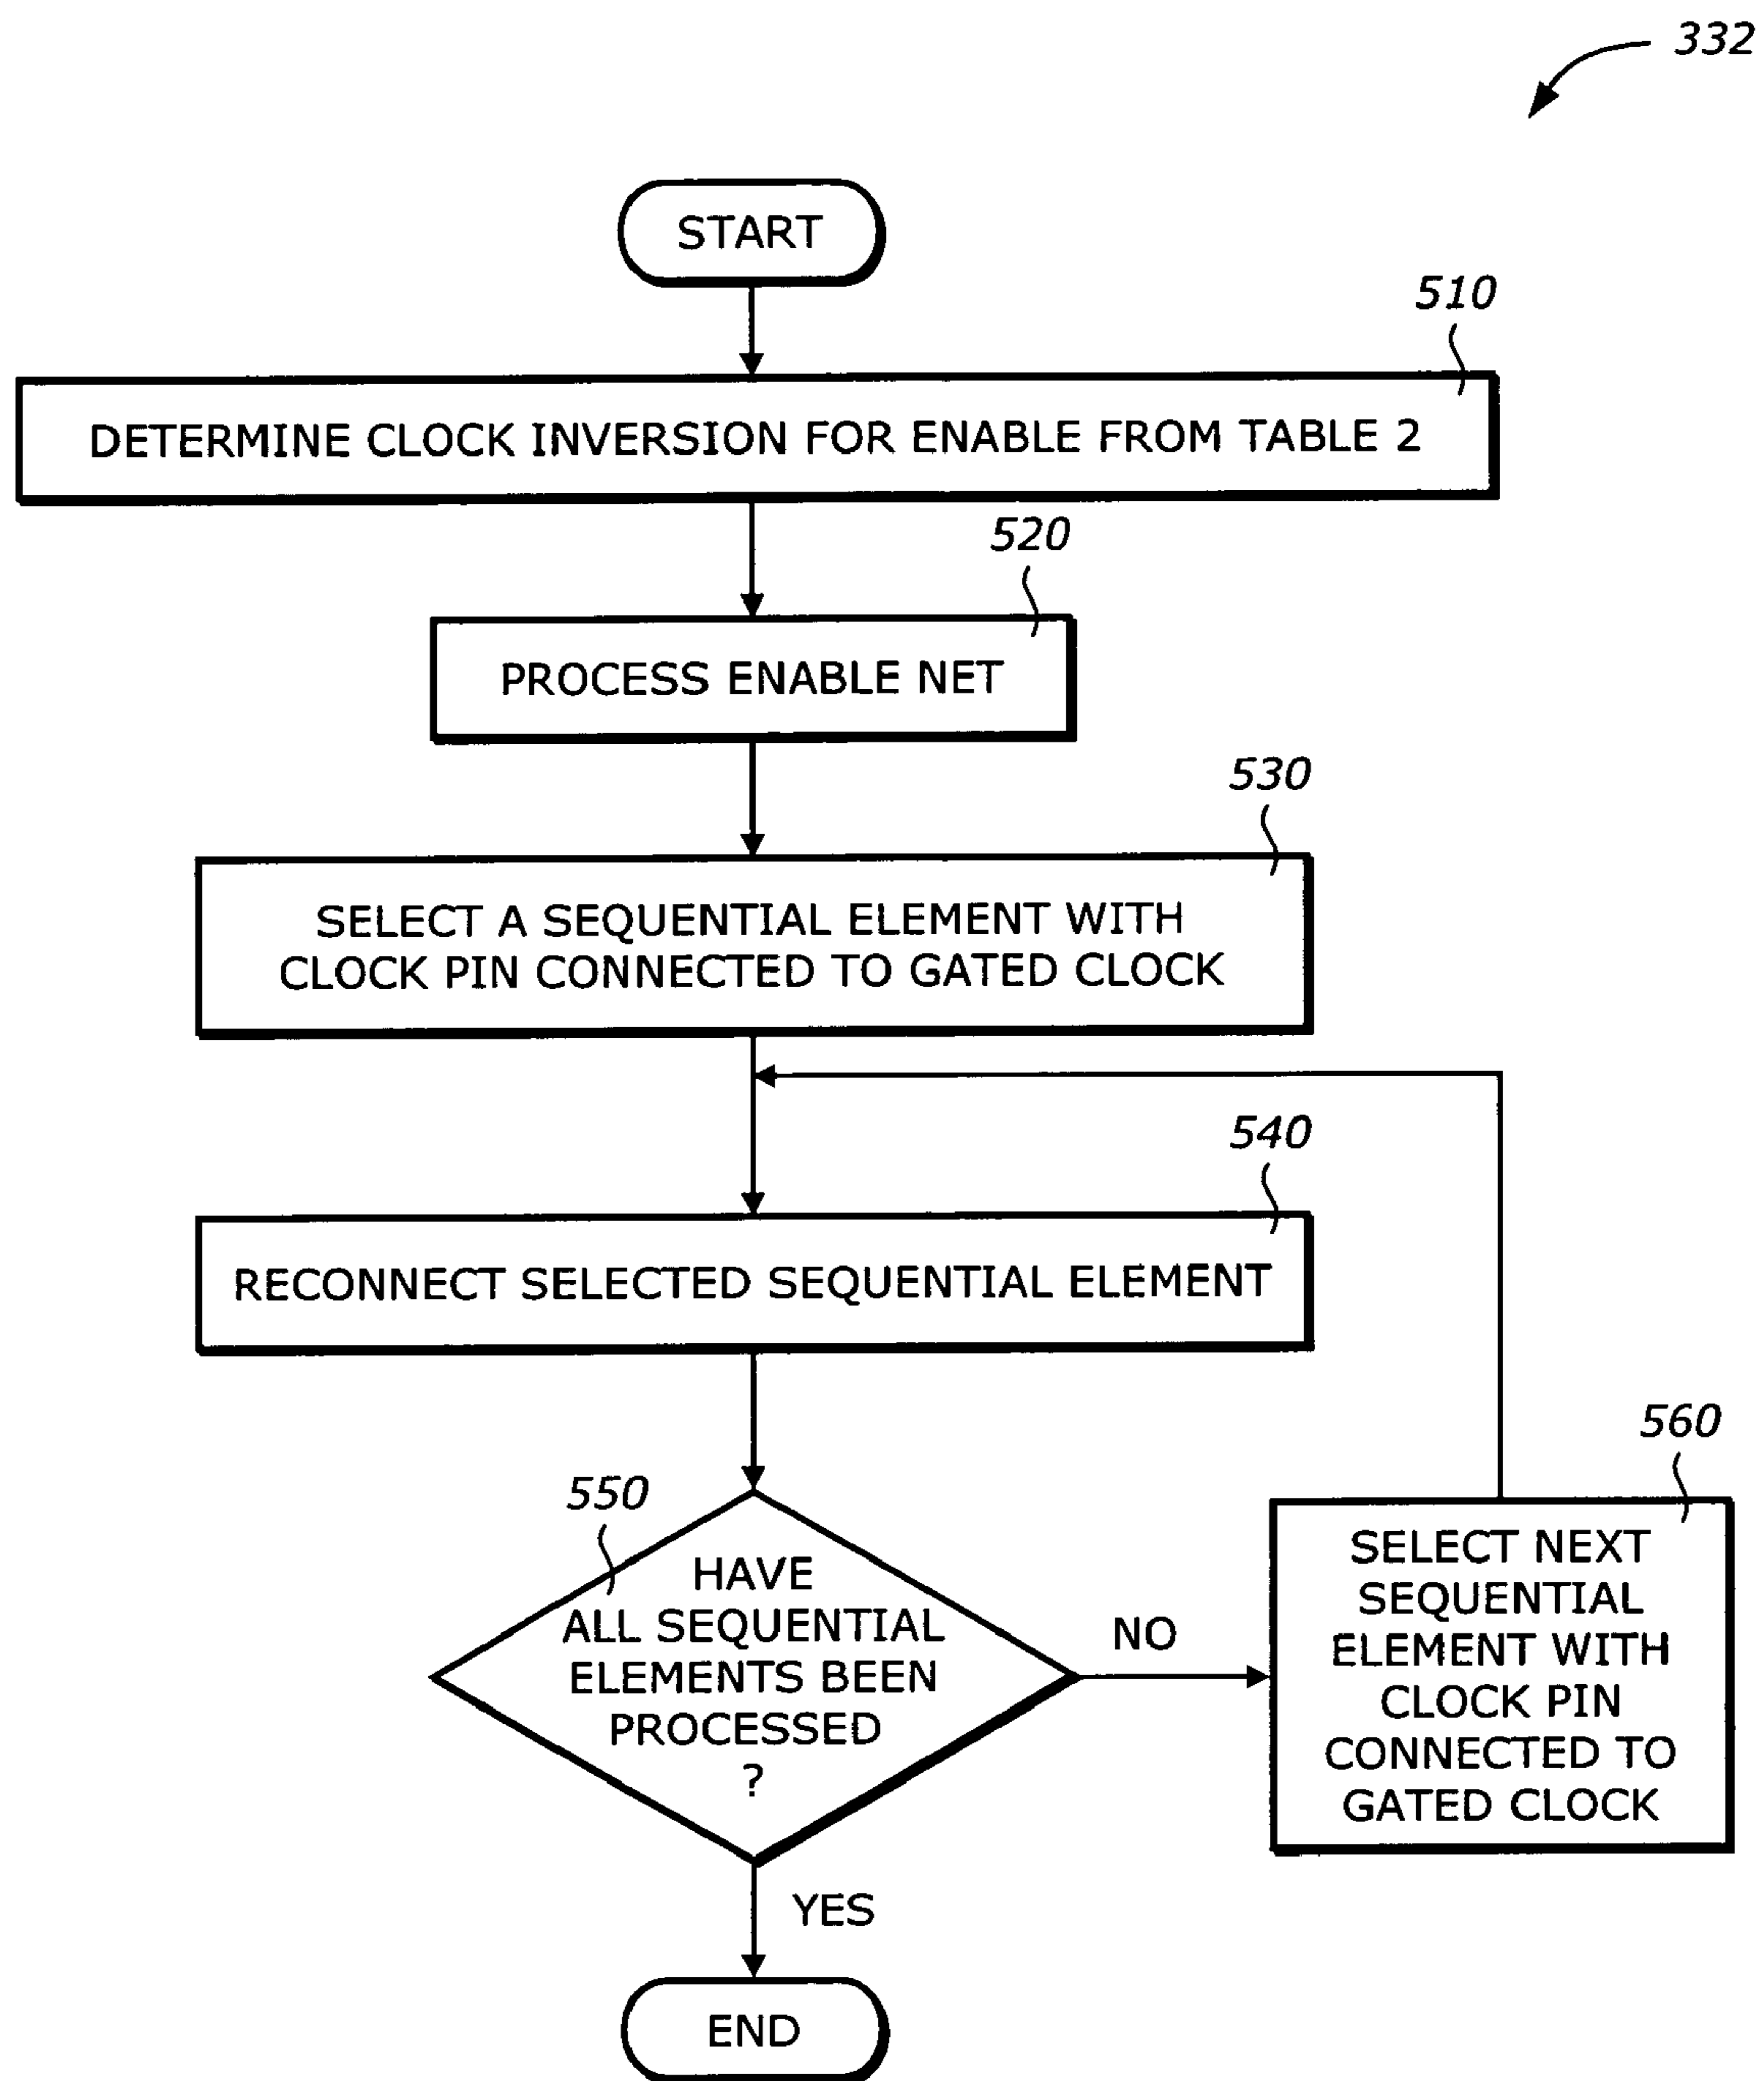 332
START
510
DETERMINE CLOCK INVERSION FOR ENABLE FROM TABLE 2
520
PROCESS ENABLE NET
530
SELECT A SEQUENTIAL ELEMENT WITH
CLOCK PIN CONNECTED TO GATED CLOCK
540
RECONNECT SELECTED SEQUENTIAL ELEMENT
550
HAVE
ALL SEQUENTIAL
ELEMENTS BEEN
PROCESSED
?
NO
560
SELECT NEXT
SEQUENTIAL
ELEMENT WITH
CLOCK PIN
CONNECTED TO
GATED CLOCK
YES
END